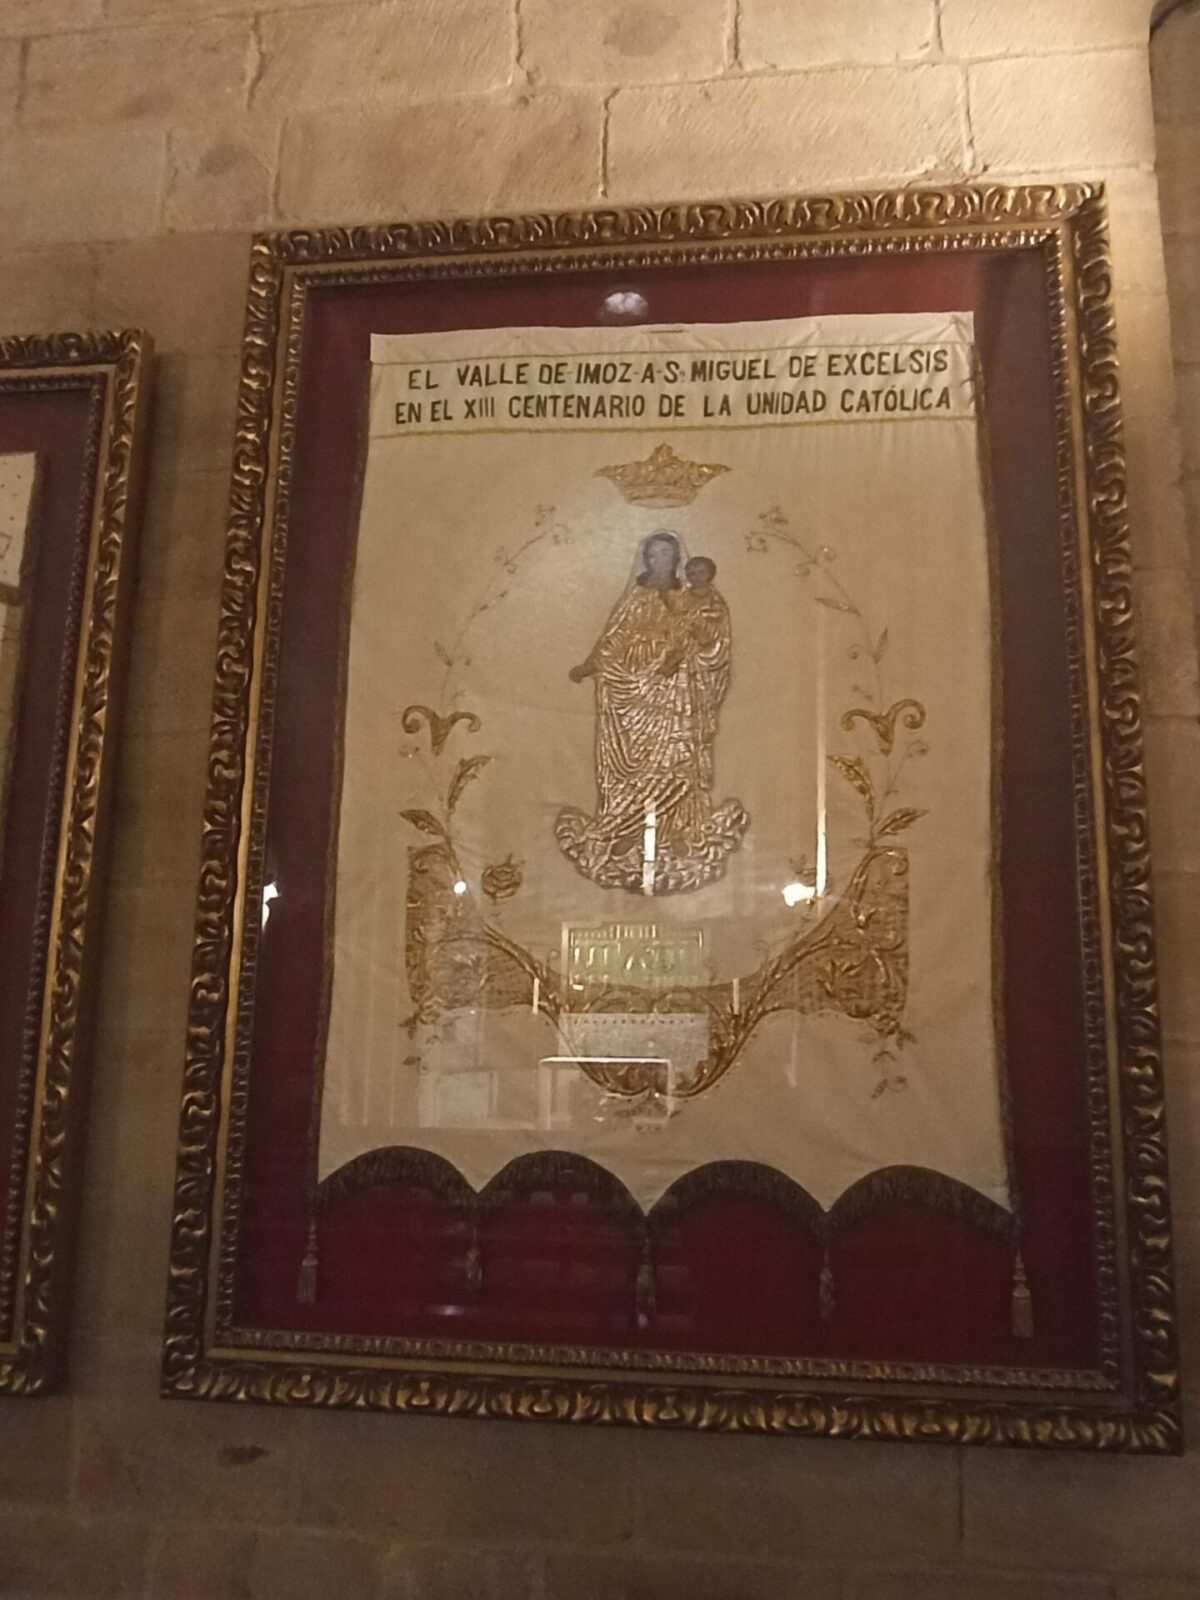 EL VALLE DE IMOZ-A-S-MIGUEL DE EXCELSIS
EN EL XIII CENTENARIO DE LA UNIDAD CATÓLICA